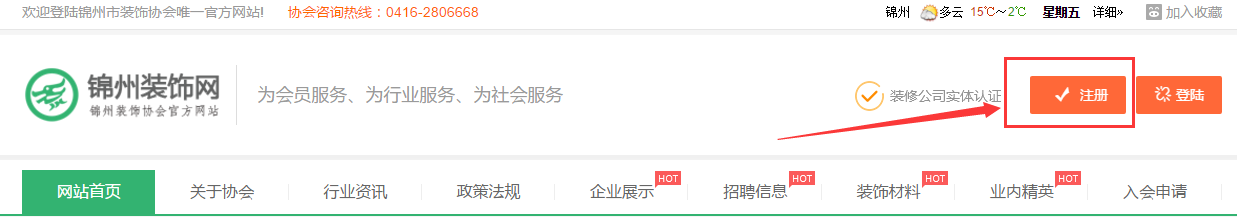 欢迎登陆锦州市装饰协会唯一官方网站! 协会咨询热线：0416-2806668 锦州 多云 15℃～2℃ 星期五 详细» 加入收藏
锦州装饰网
锦州装饰协会官方网站
为会员服务、为行业服务、为社会服务
装修公司实体认证 注册 登陆
网站首页 关于协会 行业资讯 政策法规 企业展示 HOT 招聘信息 HOT 装饰材料 HOT 业内精英 HOT 入会申请